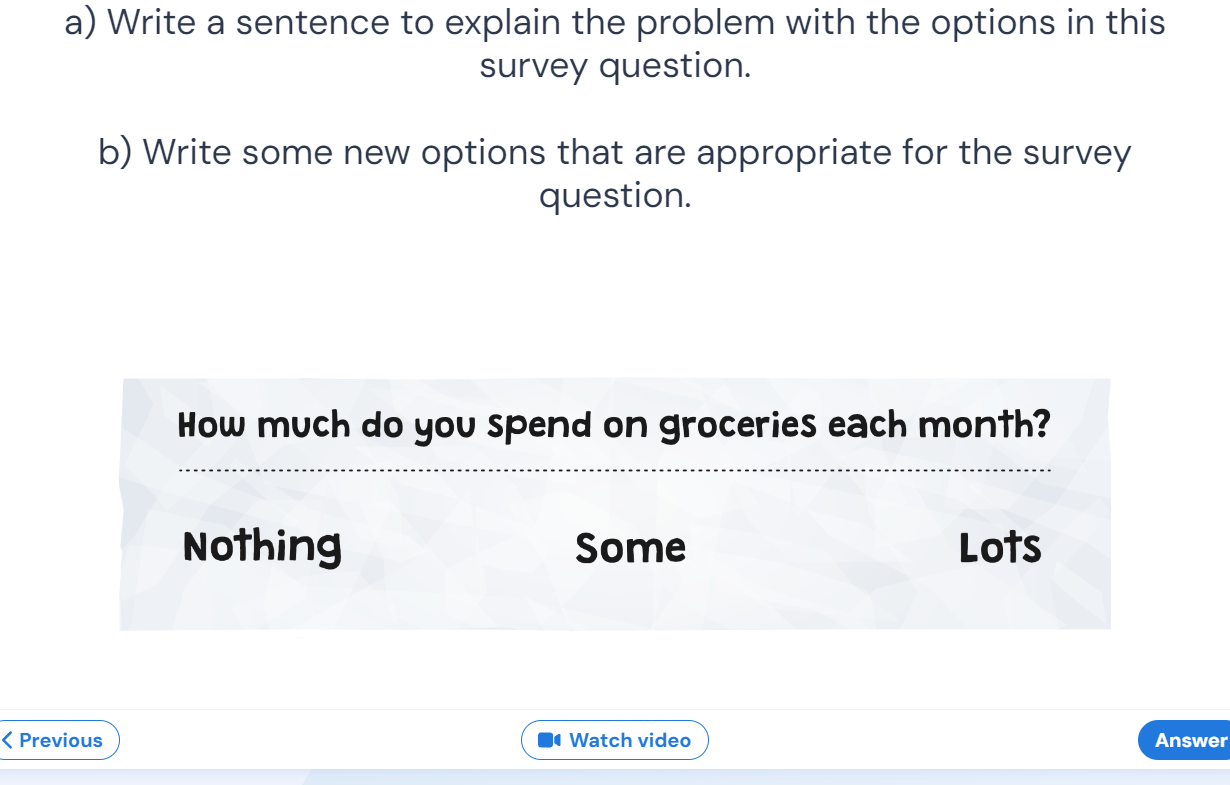 a) Write a sentence to explain the problem with the options in this
survey question.
b) Write some new options that are appropriate for the survey
question.
How much do you spend on groceries each month?
Nothing Some Lots
Previous Watch video Answer